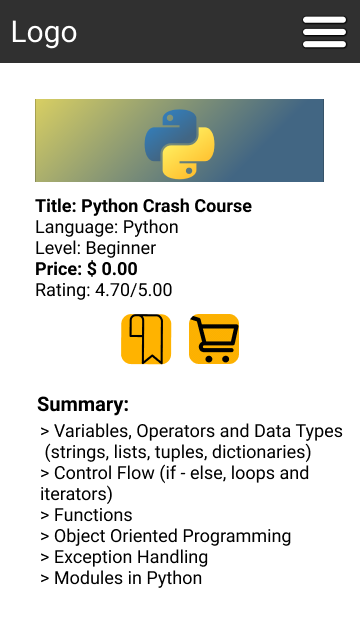 Logo
Title: Python Crash Course
Language: Python
Level: Beginner
Price: $ 0.00
Rating: 4.70/5.00
Summary:
> Variables, Operators and Data Types
(strings, lists, tuples, dictionaries)
> Control Flow (if - else, loops and
iterators)
> Functions
> Object Oriented Programming
> Exception Handling
> Modules in Python